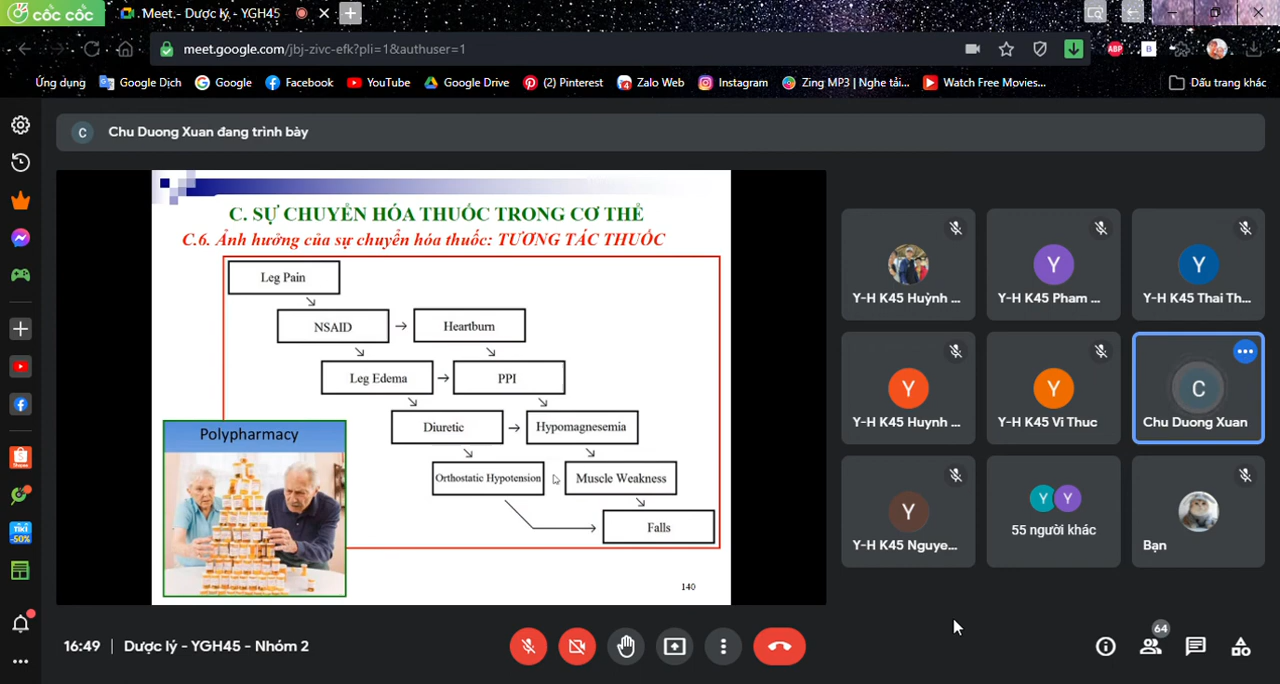 cốc cốc
Meet - Dược lý - YGH45
meet.google.com/jbj-zivc-efk?pli=1&authuser=1
ABP
B
Ứng dụng
Google Dịch
Google
Facebook
YouTube
Google Drive
(2) Pinterest
Zalo Web
Instagram
Zing MP3 | Nghe tải...
Watch Free Movies...
Dấu trang khác
C
Chu Duong Xuan đang trình bày
C. SỰ CHUYỂN HÓA THUỐC TRONG CƠ THỂ
C.6. Ảnh hưởng của sự chuyển hóa thuốc: TƯƠNG TÁC THUỐC
Leg Pain
NSAID
Heartburn
Leg Edema
PPI
Diuretic
Hypomagnesemia
Orthostatic Hypotension
Muscle Weakness
Falls
Polypharmacy
140
Y-H K45 Huỳnh ...
Y
Y-H K45 Pham ...
Y
Y-H K45 Thai Th...
Y
Y-H K45 Huynh ...
Y
Y-H K45 Vi Thuc
C
Chu Duong Xuan
Y
Y-H K45 Nguye...
Y Y
55 người khác
Bạn
TIKI
-50%
16:49
Dược lý - YGH45 - Nhóm 2
64